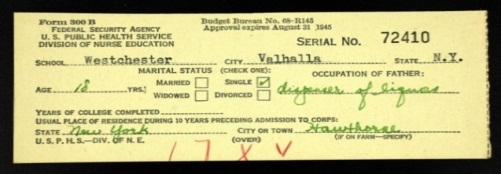 Form 300 B
Budget Bureau No. 68-R145
FEDERAL SECURITY AGENCY
Approval expires August 31, 1945
U. S. PUBLIC HEALTH SERVICE
DIVISION OF NURSE EDUCATION
SERIAL NO. 72410
SCHOOL Westchester CITY Valhalla STATE N.Y.
MARITAL STATUS (CHECK ONE): OCCUPATION OF FATHER:
AGE 18 YRS. MARRIED SINGLE ✓ dispenser of liquors
WIDOWED DIVORCED
YEARS OF COLLEGE COMPLETED
USUAL PLACE OF RESIDENCE DURING 10 YEARS PRECEDING ADMISSION TO CORPS:
STATE New York CITY OR TOWN Hawthorne
U. S. P. H. S.—DIV. OF N. E. (OVER) (IF ON FARM—SPECIFY)
17 X V